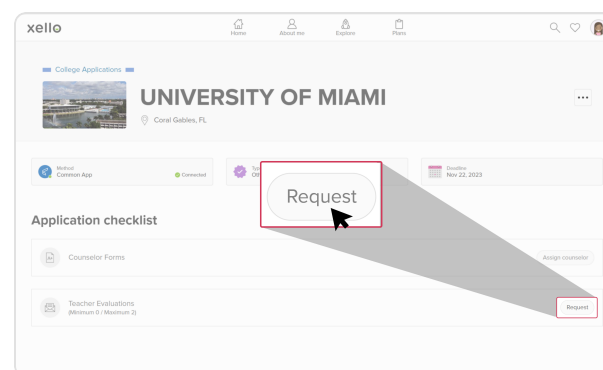 xello
Home
About me
Explore
Plans
College Applications
UNIVERSITY OF MIAMI
Coral Gables, FL
Method
Common App
Connected
Deadline
Nov 22, 2023
Request
Application checklist
Counselor Forms
Assign counselor
Teacher Evaluations
(Minimum 0 / Maximum 2)
Request